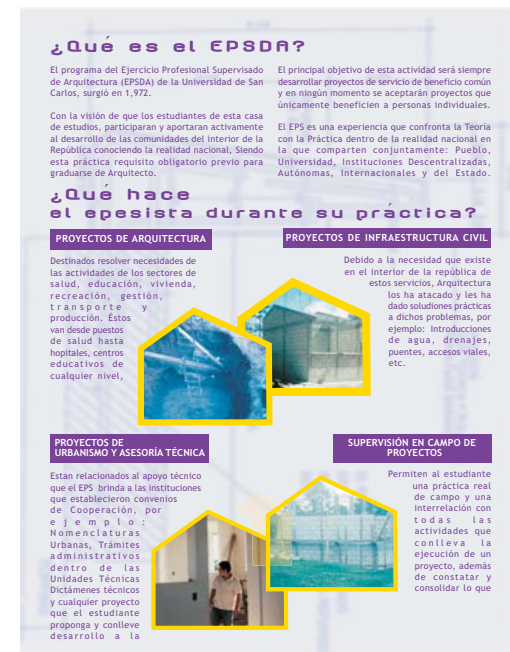 ¿Qué es el EPSDA?
El programa del Ejercicio Profesional Supervisado
de Arquitectura (EPSDA) de la Universidad de San
Carlos, surgió en 1,972.
Con la visión de que los estudiantes de esta casa
de estudios, participaran y aportaran activamente
al desarrollo de las comunidades del interior de la
República conociendo la realidad nacional, Siendo
esta práctica requisito obligatorio previo para
graduarse de Arquitecto.
El principal objetivo de esta actividad será siempre
desarrollar proyectos de servicio de beneficio común
y en ningún momento se aceptarán proyectos que
únicamente beneficien a personas individuales.
El EPS es una experiencia que confronta la Teoría
con la Práctica dentro de la realidad nacional en
la que comparten conjuntamente: Pueblo,
Universidad, Instituciones Descentralizadas,
Autónomas, Internacionales y del Estado.
¿Qué hace
el epesista durante su práctica?
PROYECTOS DE ARQUITECTURA
Destinados resolver necesidades de
las actividades de los sectores de
salud, educación, vivienda,
recreación, gestión,
transporte y
producción. Éstos
van desde puestos
de salud hasta
hopitales, centros
educativos de
cualquier nivel,
PROYECTOS DE INFRAESTRUCTURA CIVIL
Debido a la necesidad que existe
en el interior de la república de
estos servicios, Arquitectura
los ha atacado y les ha
dado soludiones prácticas
a dichos problemas, por
ejemplo: Introducciones
de agua, drenajes,
puentes, accesos viales,
etc.
PROYECTOS DE
URBANISMO Y ASESORÍA TÉCNICA
Estan relacionados al apoyo técnico
que el EPS brinda a las instituciones
que establecieron convenios
de Cooperación, por
ejemplo:
Nomenclaturas
Urbanas, Trámites
administrativos
dentro de las
Unidades Técnicas
Dictámenes técnicos
y cualquier proyecto
que el estudiante
proponga y conlleve
desarrollo a la
SUPERVISIÓN EN CAMPO DE
PROYECTOS
Permiten al estudiante
una práctica real
de campo y una
interrelación con
todas las
actividades que
conlleva la
ejecución de un
proyecto, además
de constatar y
consolidar lo que